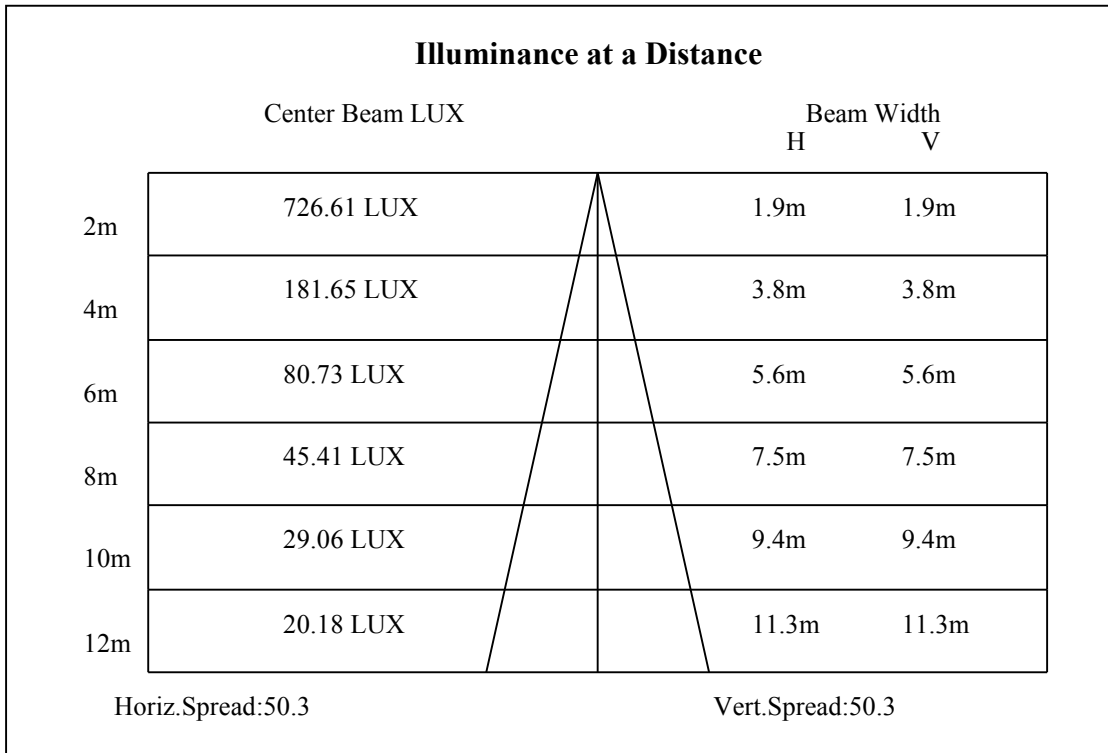 Illuminance at a Distance
Center Beam LUX Beam Width
H V
2m 726.61 LUX 1.9m 1.9m
4m 181.65 LUX 3.8m 3.8m
6m 80.73 LUX 5.6m 5.6m
8m 45.41 LUX 7.5m 7.5m
10m 29.06 LUX 9.4m 9.4m
12m 20.18 LUX 11.3m 11.3m
Horiz.Spread:50.3 Vert.Spread:50.3